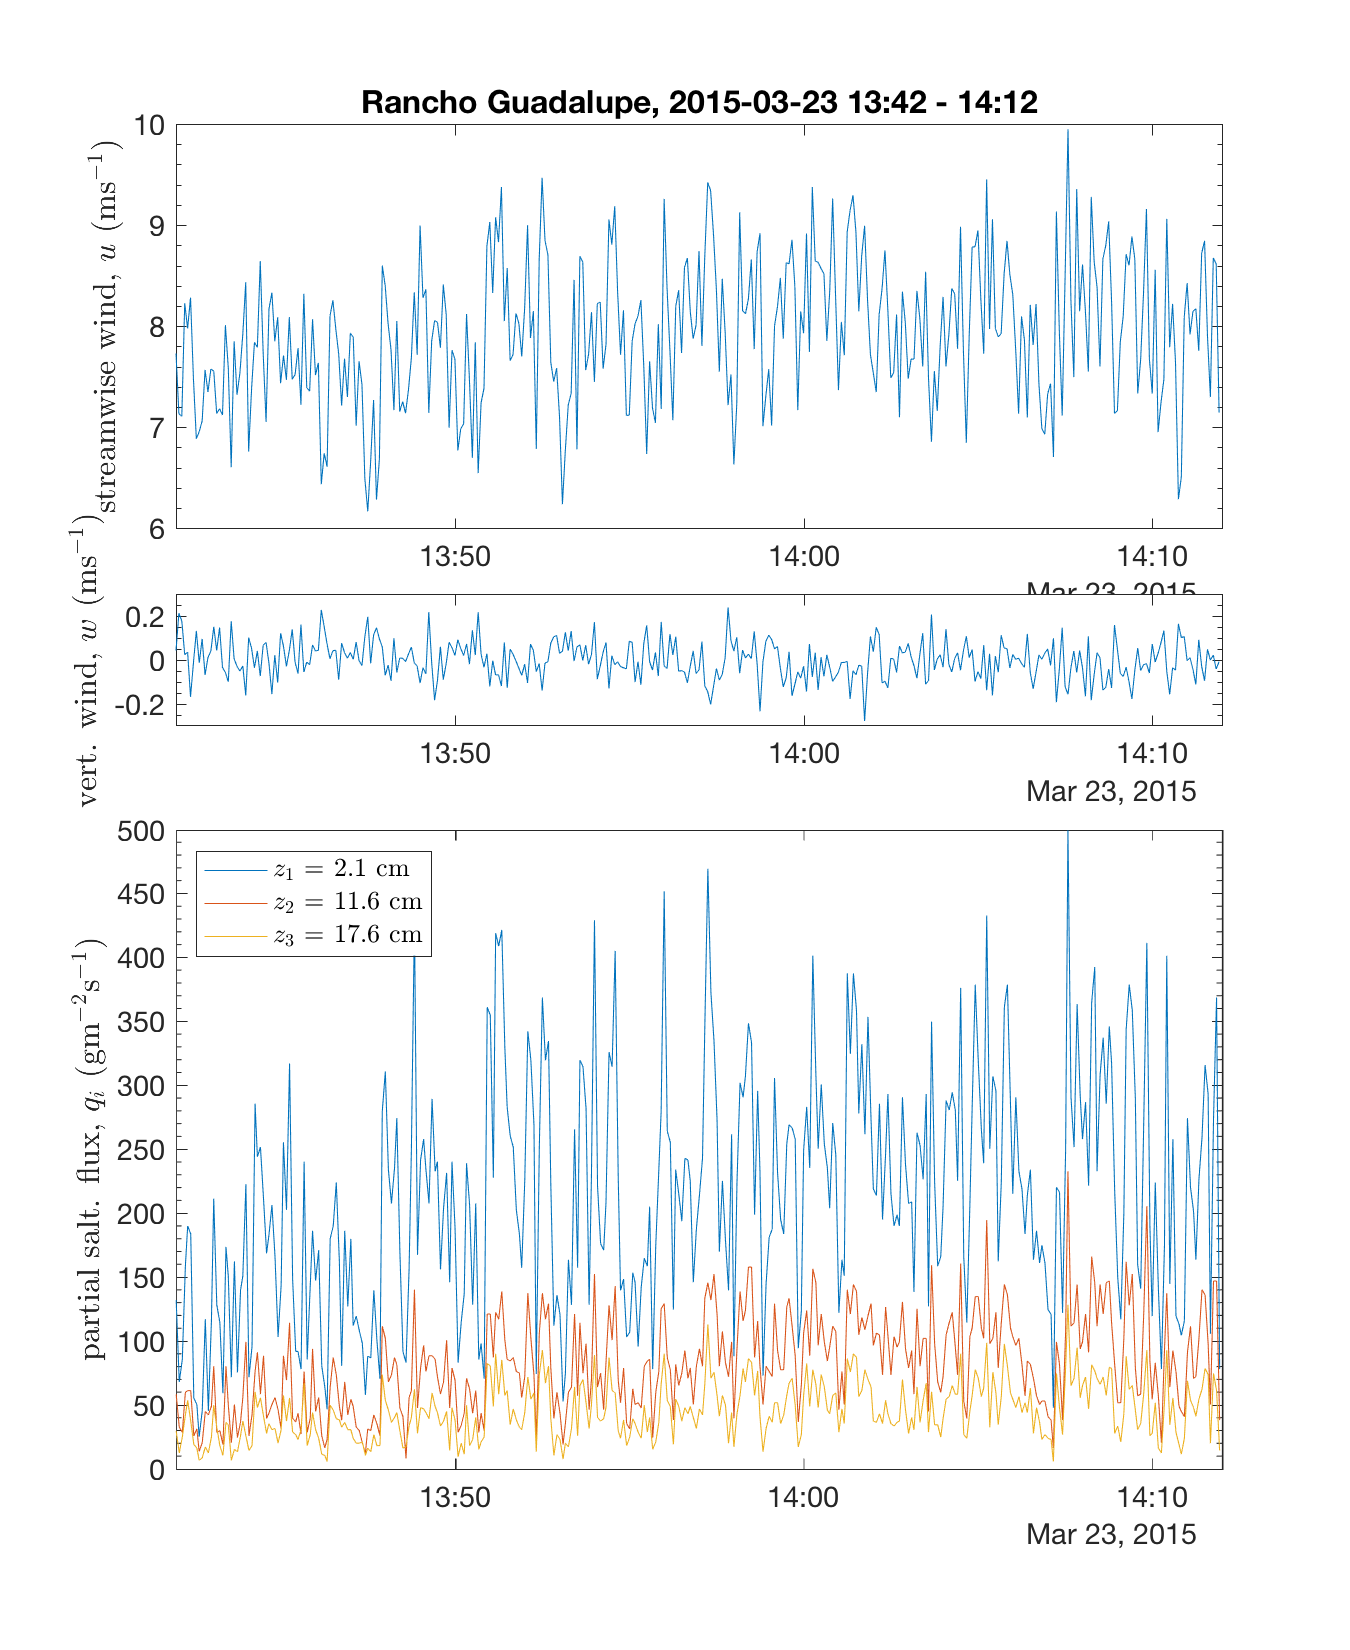 Rancho Guadalupe, 2015-03-23 13:42 - 14:12
streamwise wind, u (ms⁻¹)
10
9
8
7
6
13:50 14:00 14:10
Mar 23, 2015
vert. wind, w (ms⁻¹)
0.2
0
-0.2
13:50 14:00 14:10
Mar 23, 2015
partial salt. flux, qᵢ (gm⁻²s⁻¹)
500
450
400
350
300
250
200
150
100
50
0
z₁ = 2.1 cm
z₂ = 11.6 cm
z₃ = 17.6 cm
13:50 14:00 14:10
Mar 23, 2015